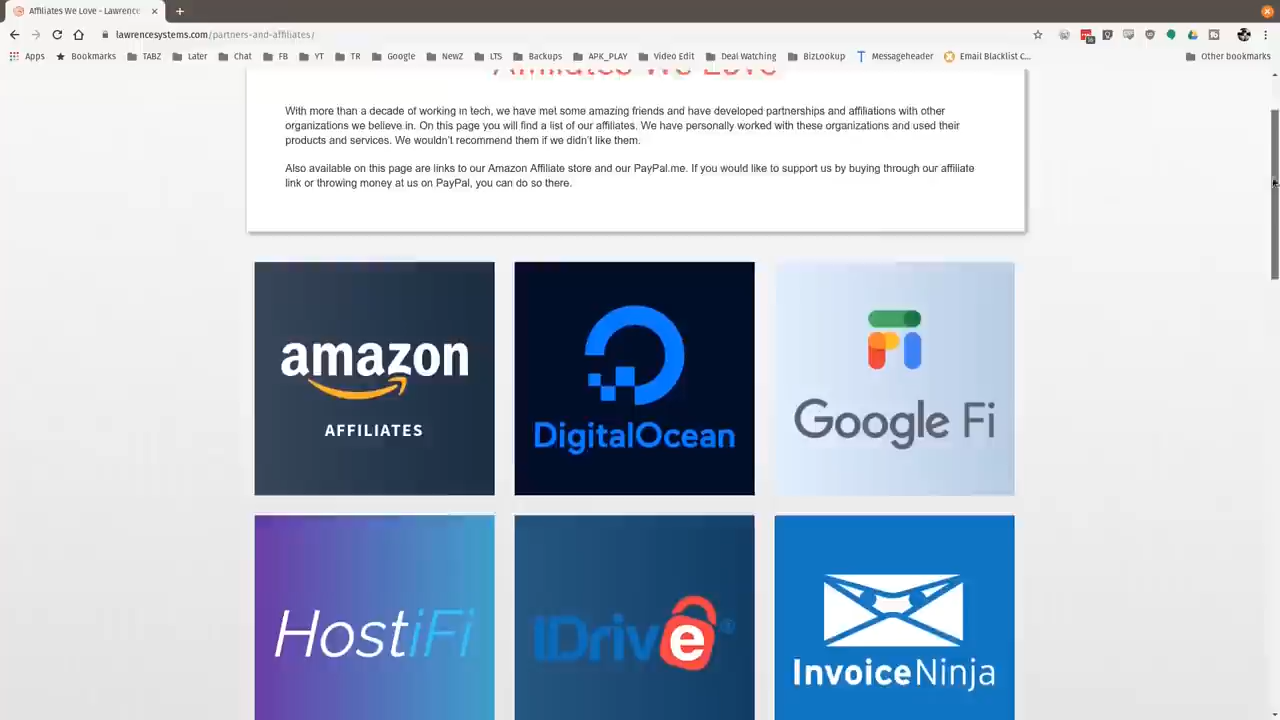 Affiliates We Love - Lawrence
lawrencesystems.com/partners-and-affiliates/
Apps Bookmarks TABZ Later Chat FB YT TR Google NewZ LTS Backups APK_PLAY Video Edit Deal Watching BizLookup Messageheader Email Blacklist C... Other bookmarks
Affiliates We Love
With more than a decade of working in tech, we have met some amazing friends and have developed partnerships and affiliations with other
organizations we believe in. On this page you will find a list of our affiliates. We have personally worked with these organizations and used their
products and services. We wouldn't recommend them if we didn't like them.
Also available on this page are links to our Amazon Affiliate store and our PayPal.me. If you would like to support us by buying through our affiliate
link or throwing money at us on PayPal, you can do so there.
amazon
AFFILIATES
DigitalOcean
Google Fi
HostiFi
IDrive®
InvoiceNinja